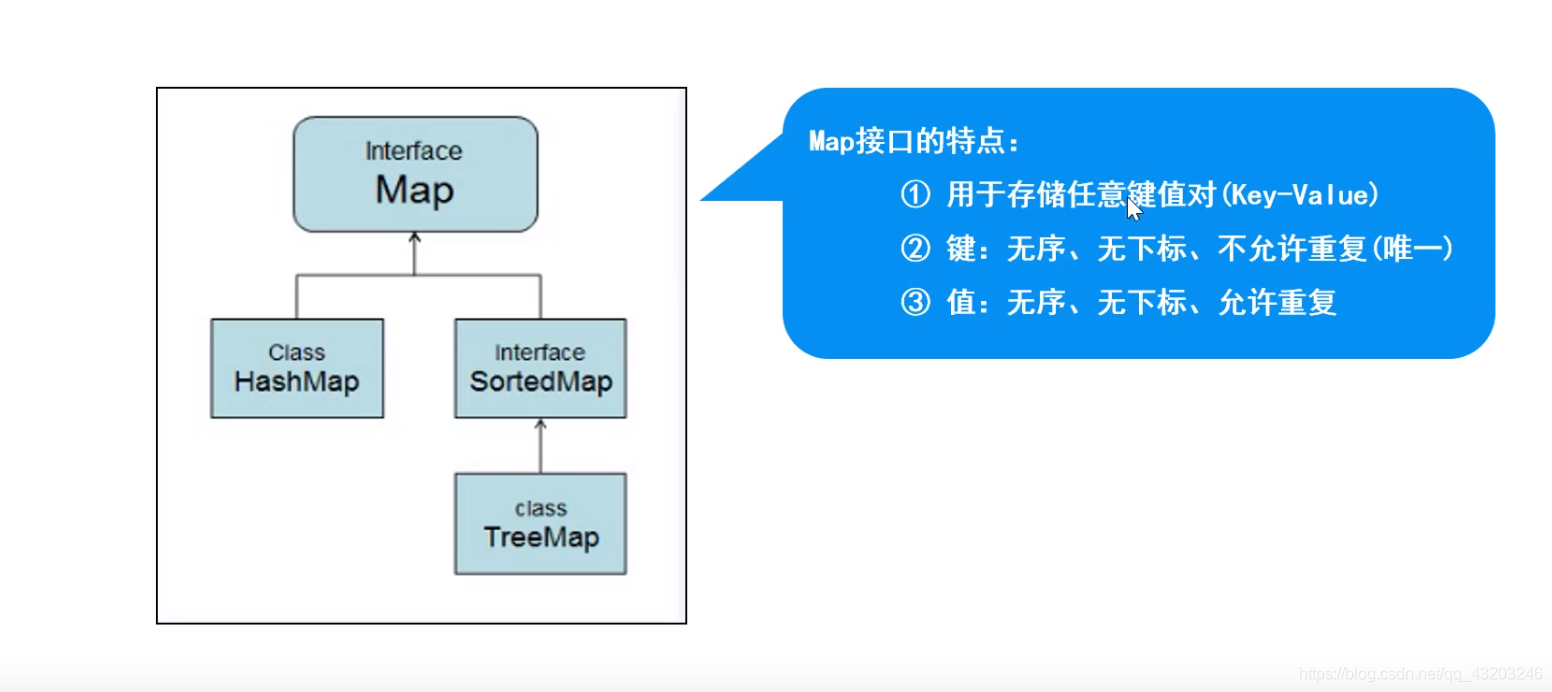 Interface
Map
Class
HashMap
Interface
SortedMap
class
TreeMap
Map接口的特点：
① 用于存储任意键值对(Key-Value)
② 键：无序、无下标、不允许重复(唯一)
③ 值：无序、无下标、允许重复
https://blog.csdn.net/qq_43203246